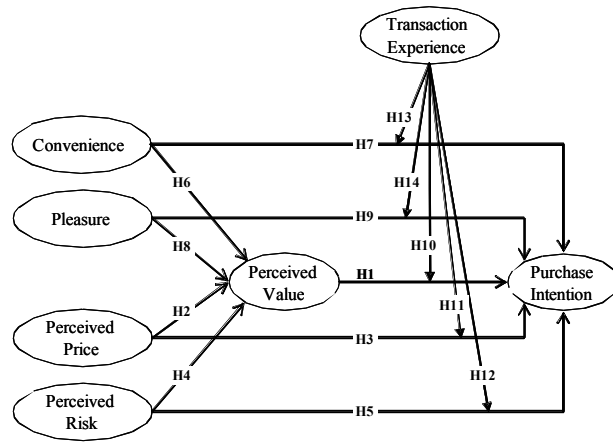 Transaction
Experience
H13
Convenience
H7
H6
H14
Pleasure
H9
H8
H10
Perceived
Value
H1
Purchase
Intention
H2
H11
Perceived
Price
H3
H4
H12
Perceived
Risk
H5